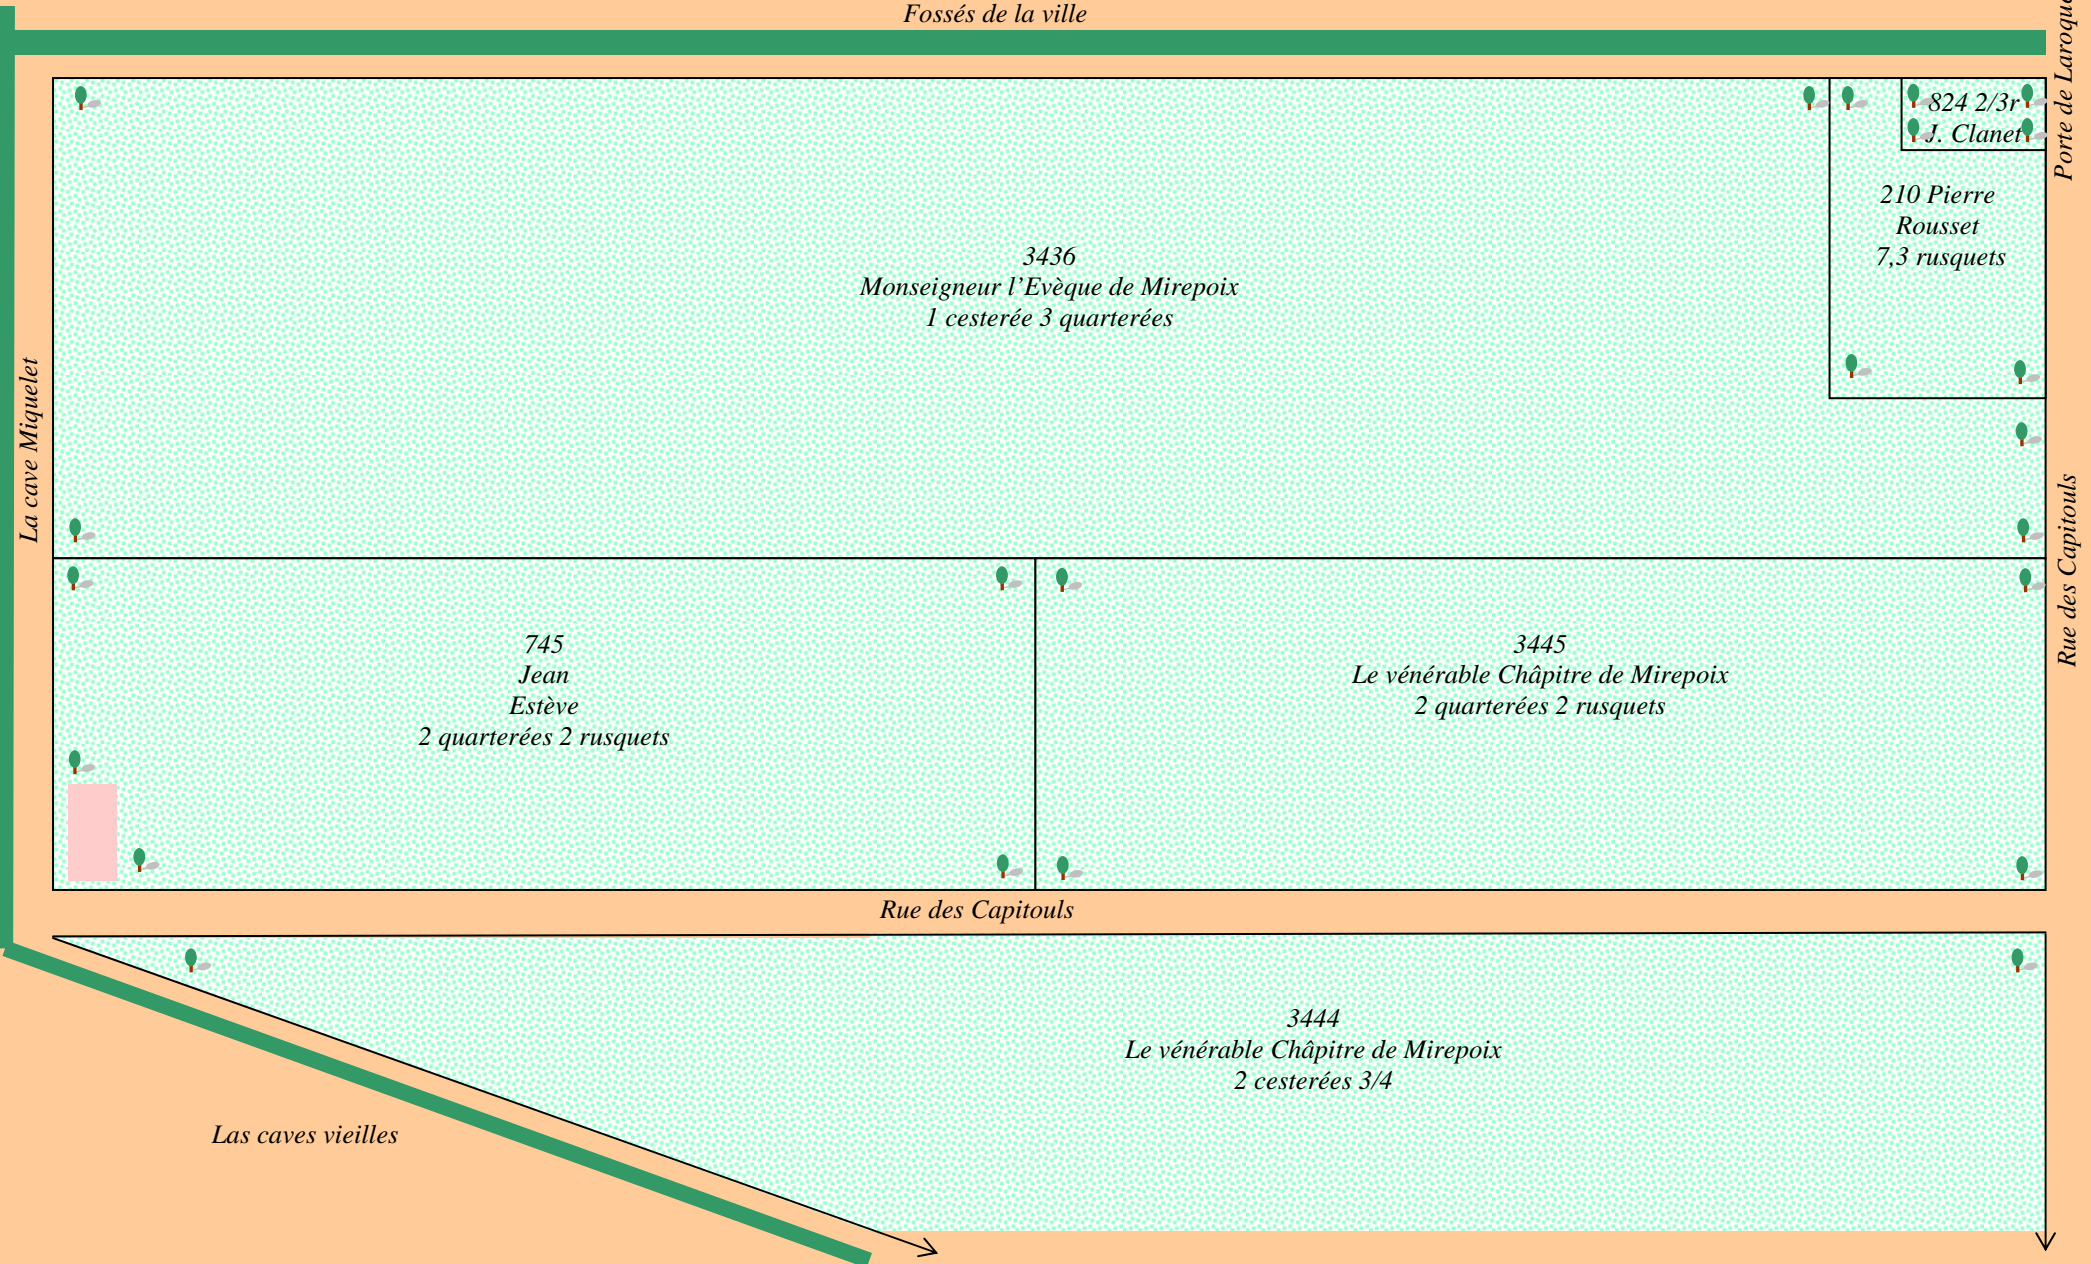 Fossés de la ville
Porte de Laroque
824 2/3r
J. Clanet
210 Pierre
Rousset
7,3 rusquets
3436
Monseigneur l’Evèque de Mirepoix
1 cesterée 3 quarterées
La cave Miquelet
Rue des Capitouls
745
Jean
Estève
2 quarterées 2 rusquets
3445
Le vénérable Châpitre de Mirepoix
2 quarterées 2 rusquets
Rue des Capitouls
3444
Le vénérable Châpitre de Mirepoix
2 cesterées 3/4
Las caves vieilles